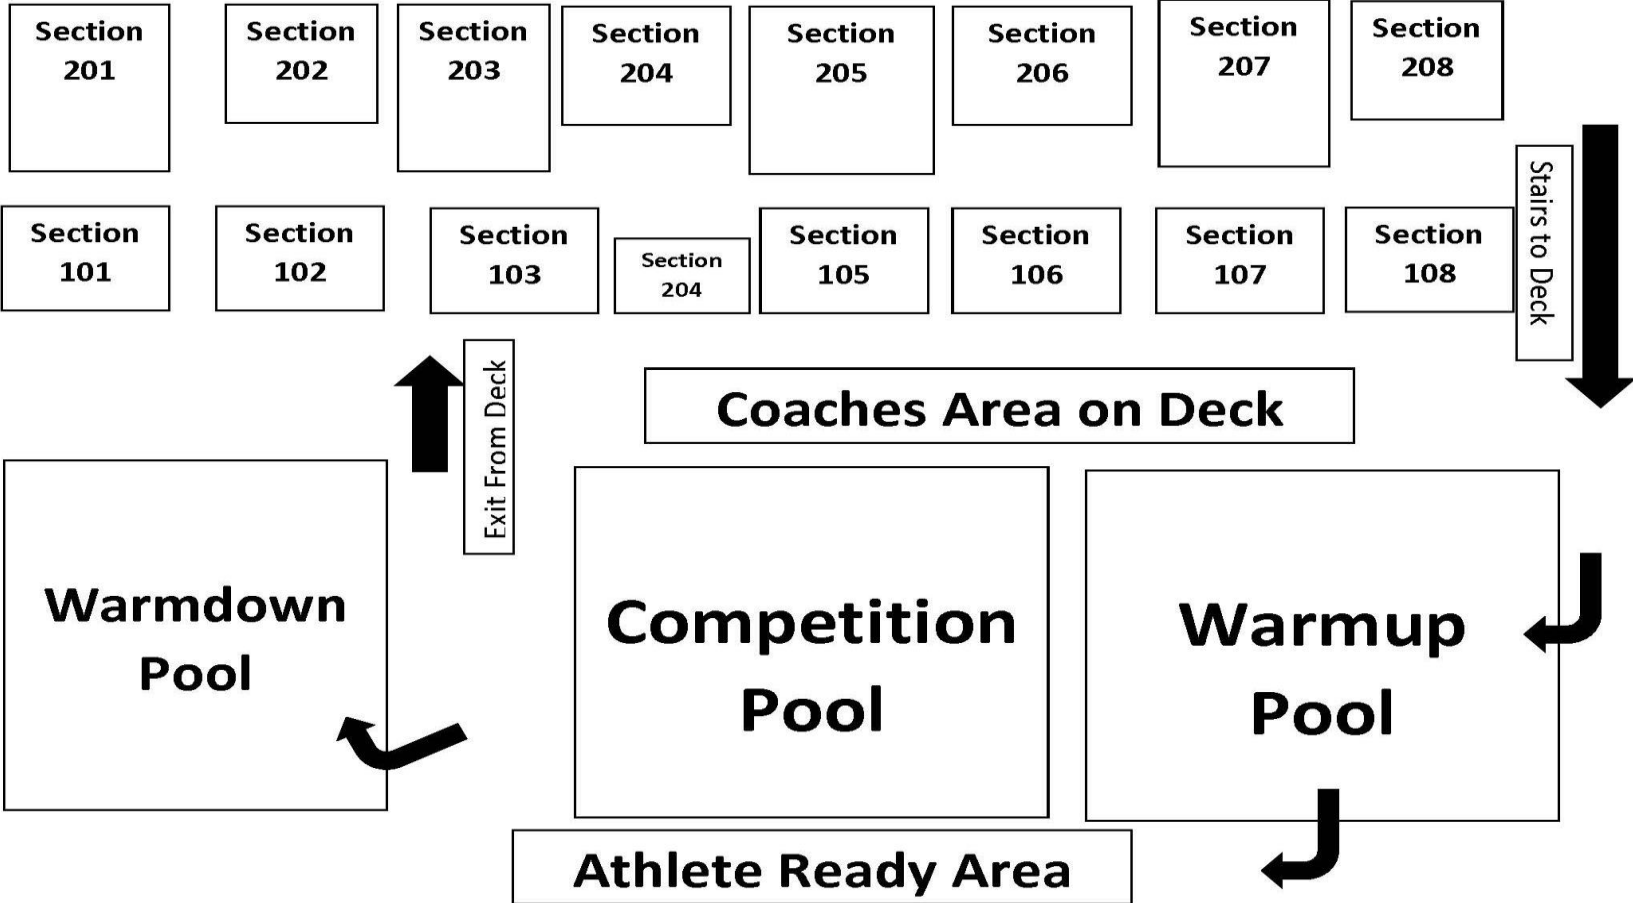 Section
201
Section
202
Section
203
Section
204
Section
205
Section
206
Section
207
Section
208
Section
101
Section
102
Section
103
Section
204
Section
105
Section
106
Section
107
Section
108
Stairs to Deck
Exit From Deck
Coaches Area on Deck
Warmdown
Pool
Competition
Pool
Warmup
Pool
Athlete Ready Area